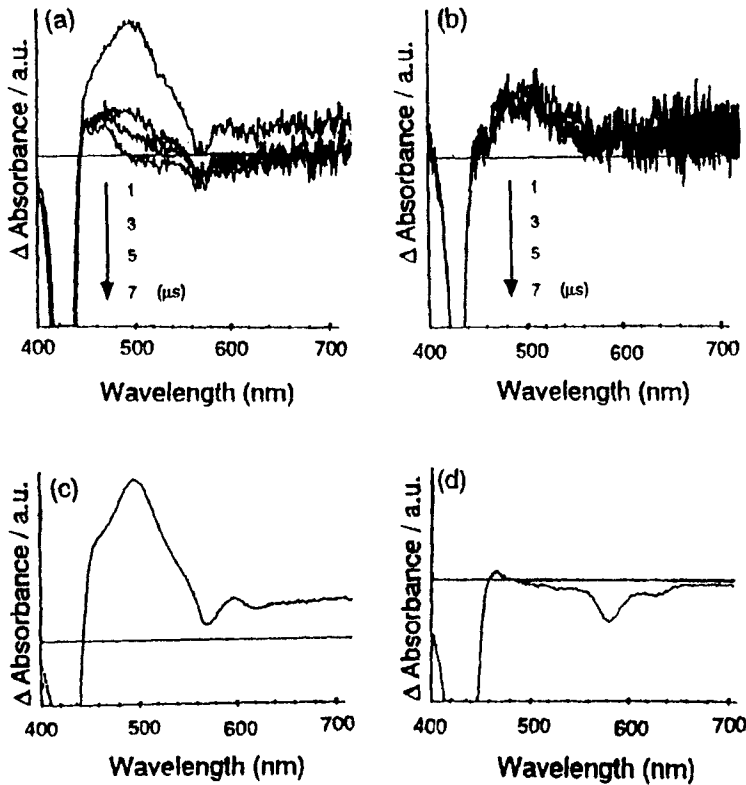 (a)
Δ Absorbance / a.u.
1
3
5
7 (μs)
400 500 600 700
Wavelength (nm)
(b)
Δ Absorbance / a.u.
1
3
5
7 (μs)
400 500 600 700
Wavelength (nm)
(c)
Δ Absorbance / a.u.
400 500 600 700
Wavelength (nm)
(d)
Δ Absorbance / a.u.
400 500 600 700
Wavelength (nm)